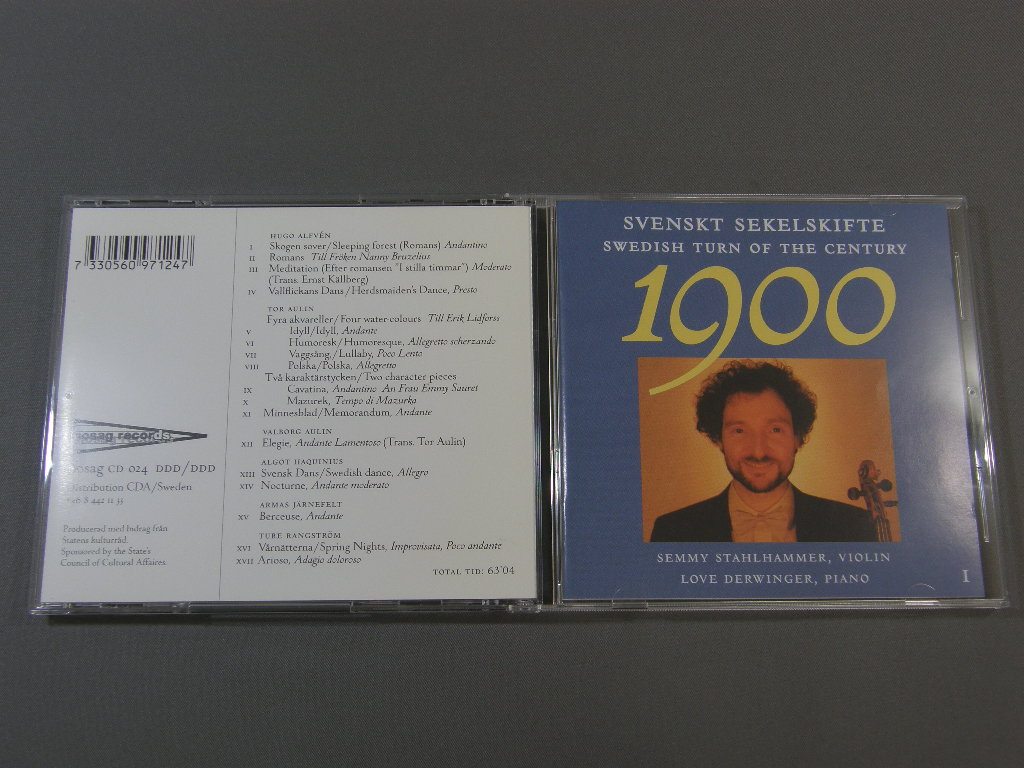 7 330560 971247
nosag records
nosag CD 024 DDD/DDD
Distribution CDA/Sweden
Producerad med bidrag från
Statens kulturråd.
Sponsored by the State's
Council of Cultural Affaires.
HUGO ALFVÉN
I Skogen sover/Sleeping forest (Romans) Andantino
II Romans Till Fröken Nanny Bruzelius
III Meditation (Efter romansen "I stilla timmar") Moderato
(Trans. Ernst Källberg)
IV Vallflickans Dans/Herdsmaiden's Dance, Presto
TOR AULIN
Fyra akvareller/Four water-colours Till Erik Lidforss
V Idyll/Idyll, Andante
VI Humoresk/Humoresque, Allegretto scherzando
VII Vaggsång/Lullaby, Poco Lento
VIII Polska/Polska, Allegretto
Två karaktärstycken/Two character pieces
IX Cavatina, Andantino An Frau Emmy Sauret
X Mazurek, Tempo di Mazurka
XI Minnesblad/Memorandum, Andante
VALBORG AULIN
XII Elegie, Andante Lamentoso (Trans. Tor Aulin)
ALGOT HAQUINIUS
XIII Svensk Dans/Swedish dance, Allegro
XIV Nocturne, Andante moderato
ARMAS JÄRNEFELT
XV Berceuse, Andante
TURE RANGSTRÖM
XVI Vårnätterna/Spring Nights, Improvisata, Poco andante
XVII Arioso, Adagio doloroso
TOTAL TID: 63'04
SVENSKT SEKELSKIFTE
SWEDISH TURN OF THE CENTURY
1900
SEMMY STAHLHAMMER, VIOLIN
LOVE DERWINGER, PIANO
I